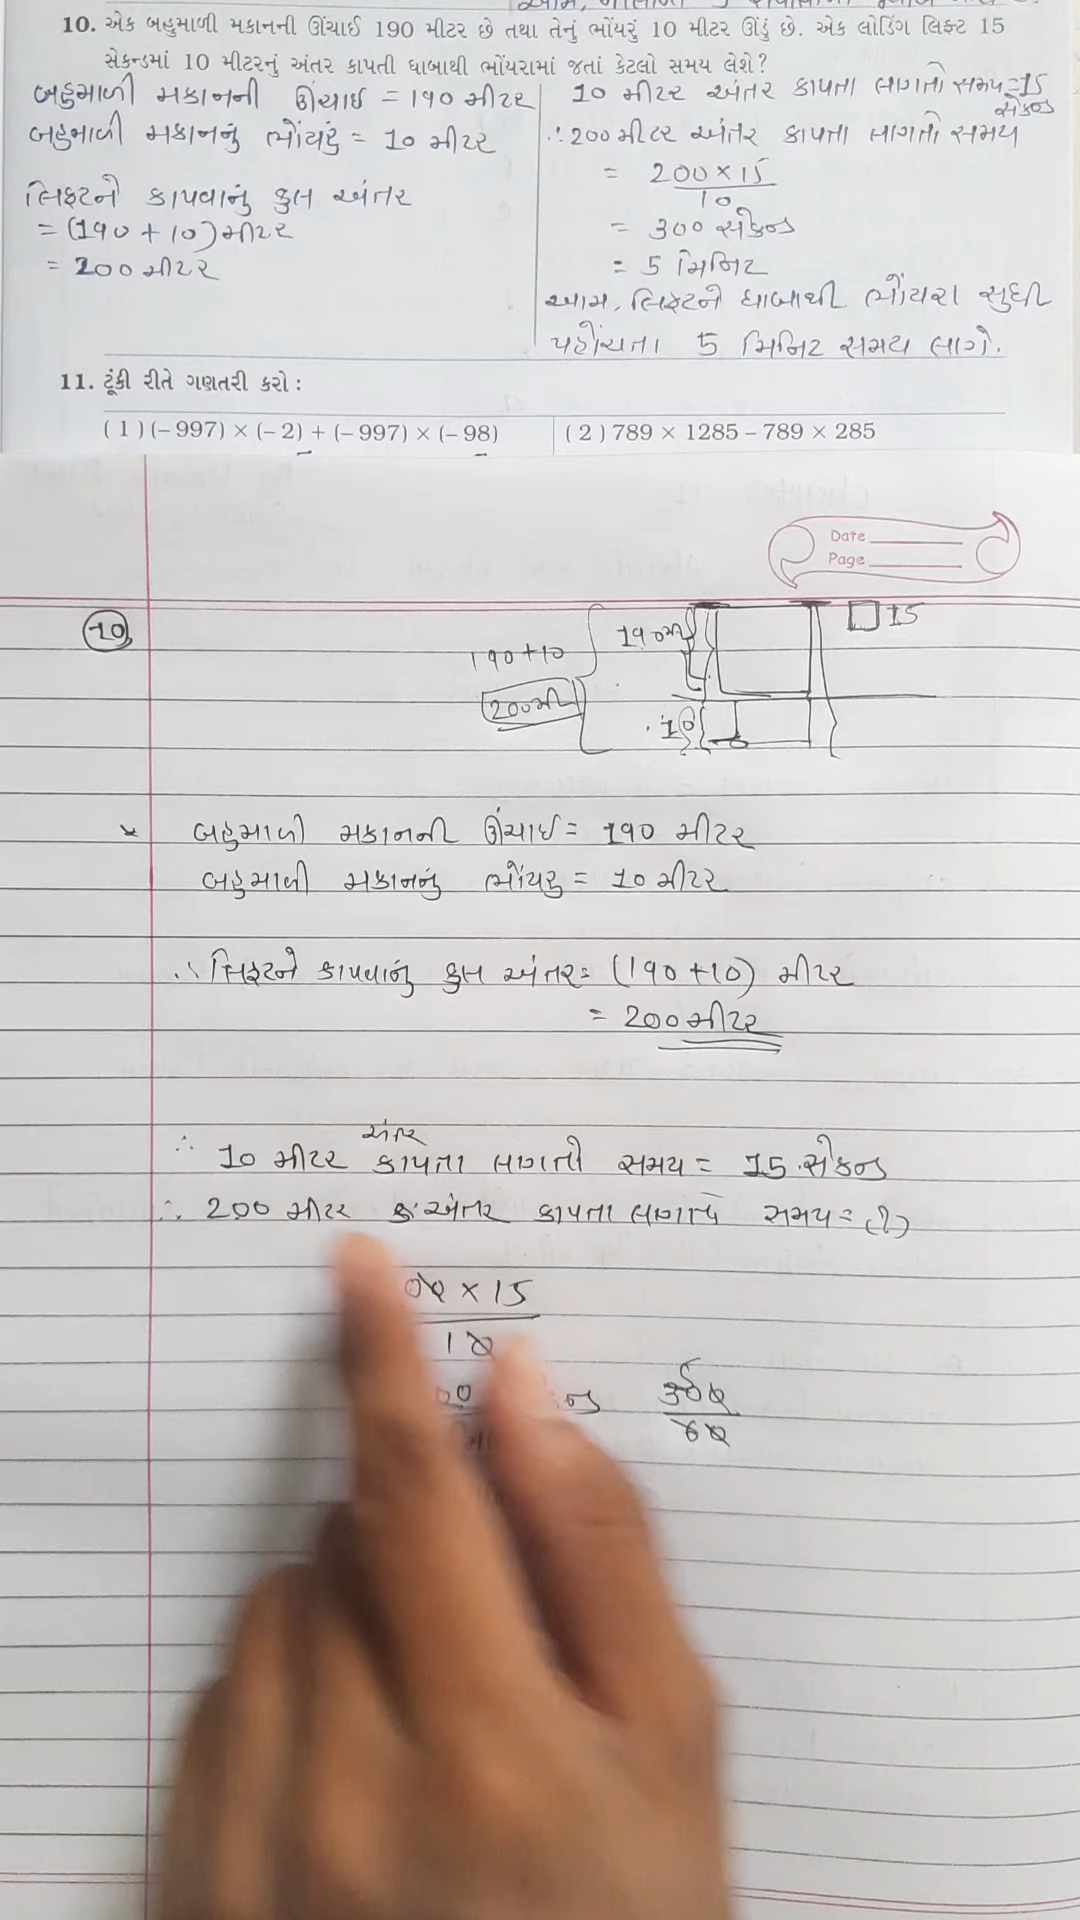 10. એક બહુમાળી મકાનની ઊંચાઈ 190 મીટર છે તથા તેનું ભોંયરું 10 મીટર ઊંડું છે. એક લોડિંગ લિફ્ટ 15
સેકન્ડમાં 10 મીટરનું અંતર કાપતી ધાબાથી ભોંયરામાં જતાં કેટલો સમય લેશે?
બહુમાળી મકાનની ઊંચાઈ = 190 મીટર
બહુમાળી મકાનનું ભોંયરું = 10 મીટર
લિફ્ટને કાપવાનું કુલ અંતર
= (190 + 10) મીટર
= 200 મીટર
10 મીટર અંતર કાપતા લાગતો સમય = 15
સેકન્ડ
∴ 200 મીટર અંતર કાપતા લાગતો સમય
= 200 × 15
10
= 300 સેકન્ડ
= 5 મિનિટ
આમ, લિફ્ટને ધાબાથી ભોંયરા સુધી
પહોંચતા 5 મિનિટ સમય લાગે.
11. ટૂંકી રીતે ગણતરી કરો :
(1) (– 997) × (– 2) + (– 997) × (– 98)
(2) 789 × 1285 – 789 × 285
Date
Page
10
190 + 10
200મી
190મી
10
15
* બહુમાળી મકાનની ઊંચાઈ = 190 મીટર
બહુમાળી મકાનનું ભોંયરુ = 10 મીટર
∴ લિફ્ટને કાપવાનું કુલ અંતર = (190 + 10) મીટર
= 200 મીટર
અંતર
∴ 10 મીટર કાપતા લાગતો સમય = 15 સેકન્ડ
∴ 200 મીટર અંતર કાપતા લાગતો સમય = (?)
× 15
10
5
300
60